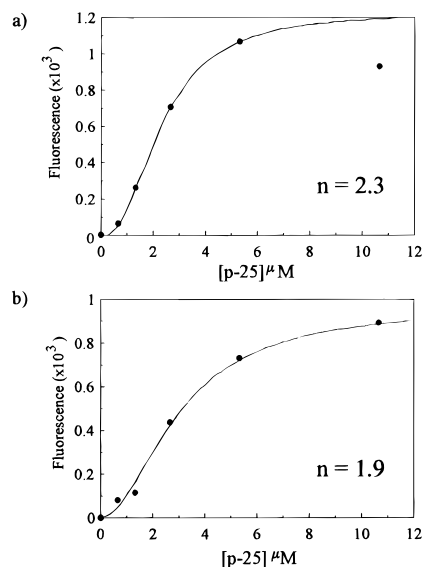 a)
Fluorescence (x10³)
1.2
1
0.8
0.6
0.4
0.2
0
0 2 4 6 8 10 12
n = 2.3
[p-25] μM
b)
Fluorescence (x10³)
1
0.8
0.6
0.4
0.2
0
0 2 4 6 8 10 12
n = 1.9
[p-25] μM